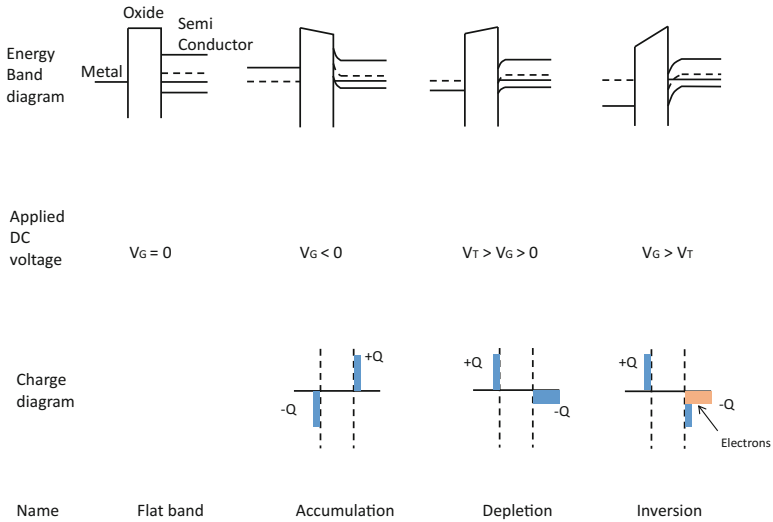 Oxide
Semi
Conductor
Energy
Band
diagram
Metal
Applied
DC
voltage
VG = 0
VG < 0
VT > VG > 0
VG > VT
Charge
diagram
-Q
+Q
+Q
-Q
+Q
-Q
Electrons
Name
Flat band
Accumulation
Depletion
Inversion